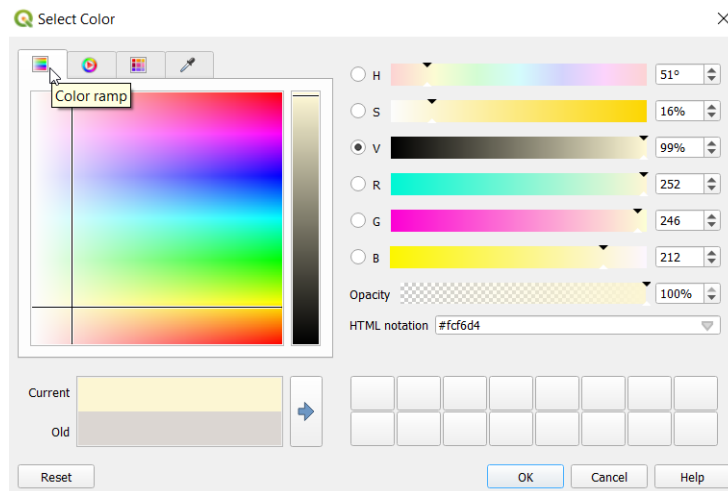 Select Color
Color ramp
H 51°
S 16%
V 99%
R 252
G 246
B 212
Opacity 100%
HTML notation #fcf6d4
Current
Old
Reset OK Cancel Help